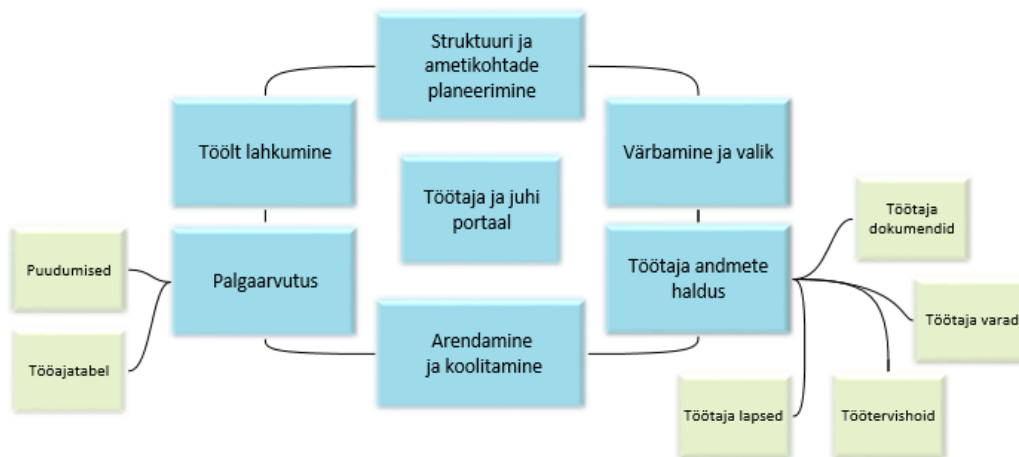 Struktuuri ja
ametikohtade
planeerimine
Töölt lahkumine
Värbamine ja valik
Töötaja ja juhi
portaal
Töötaja
dokumendid
Puudumised
Palgaarvutus
Töötaja andmete
haldus
Töötaja varad
Tööajatabel
Arendamine
ja koolitamine
Töötaja lapsed
Töötervishoid